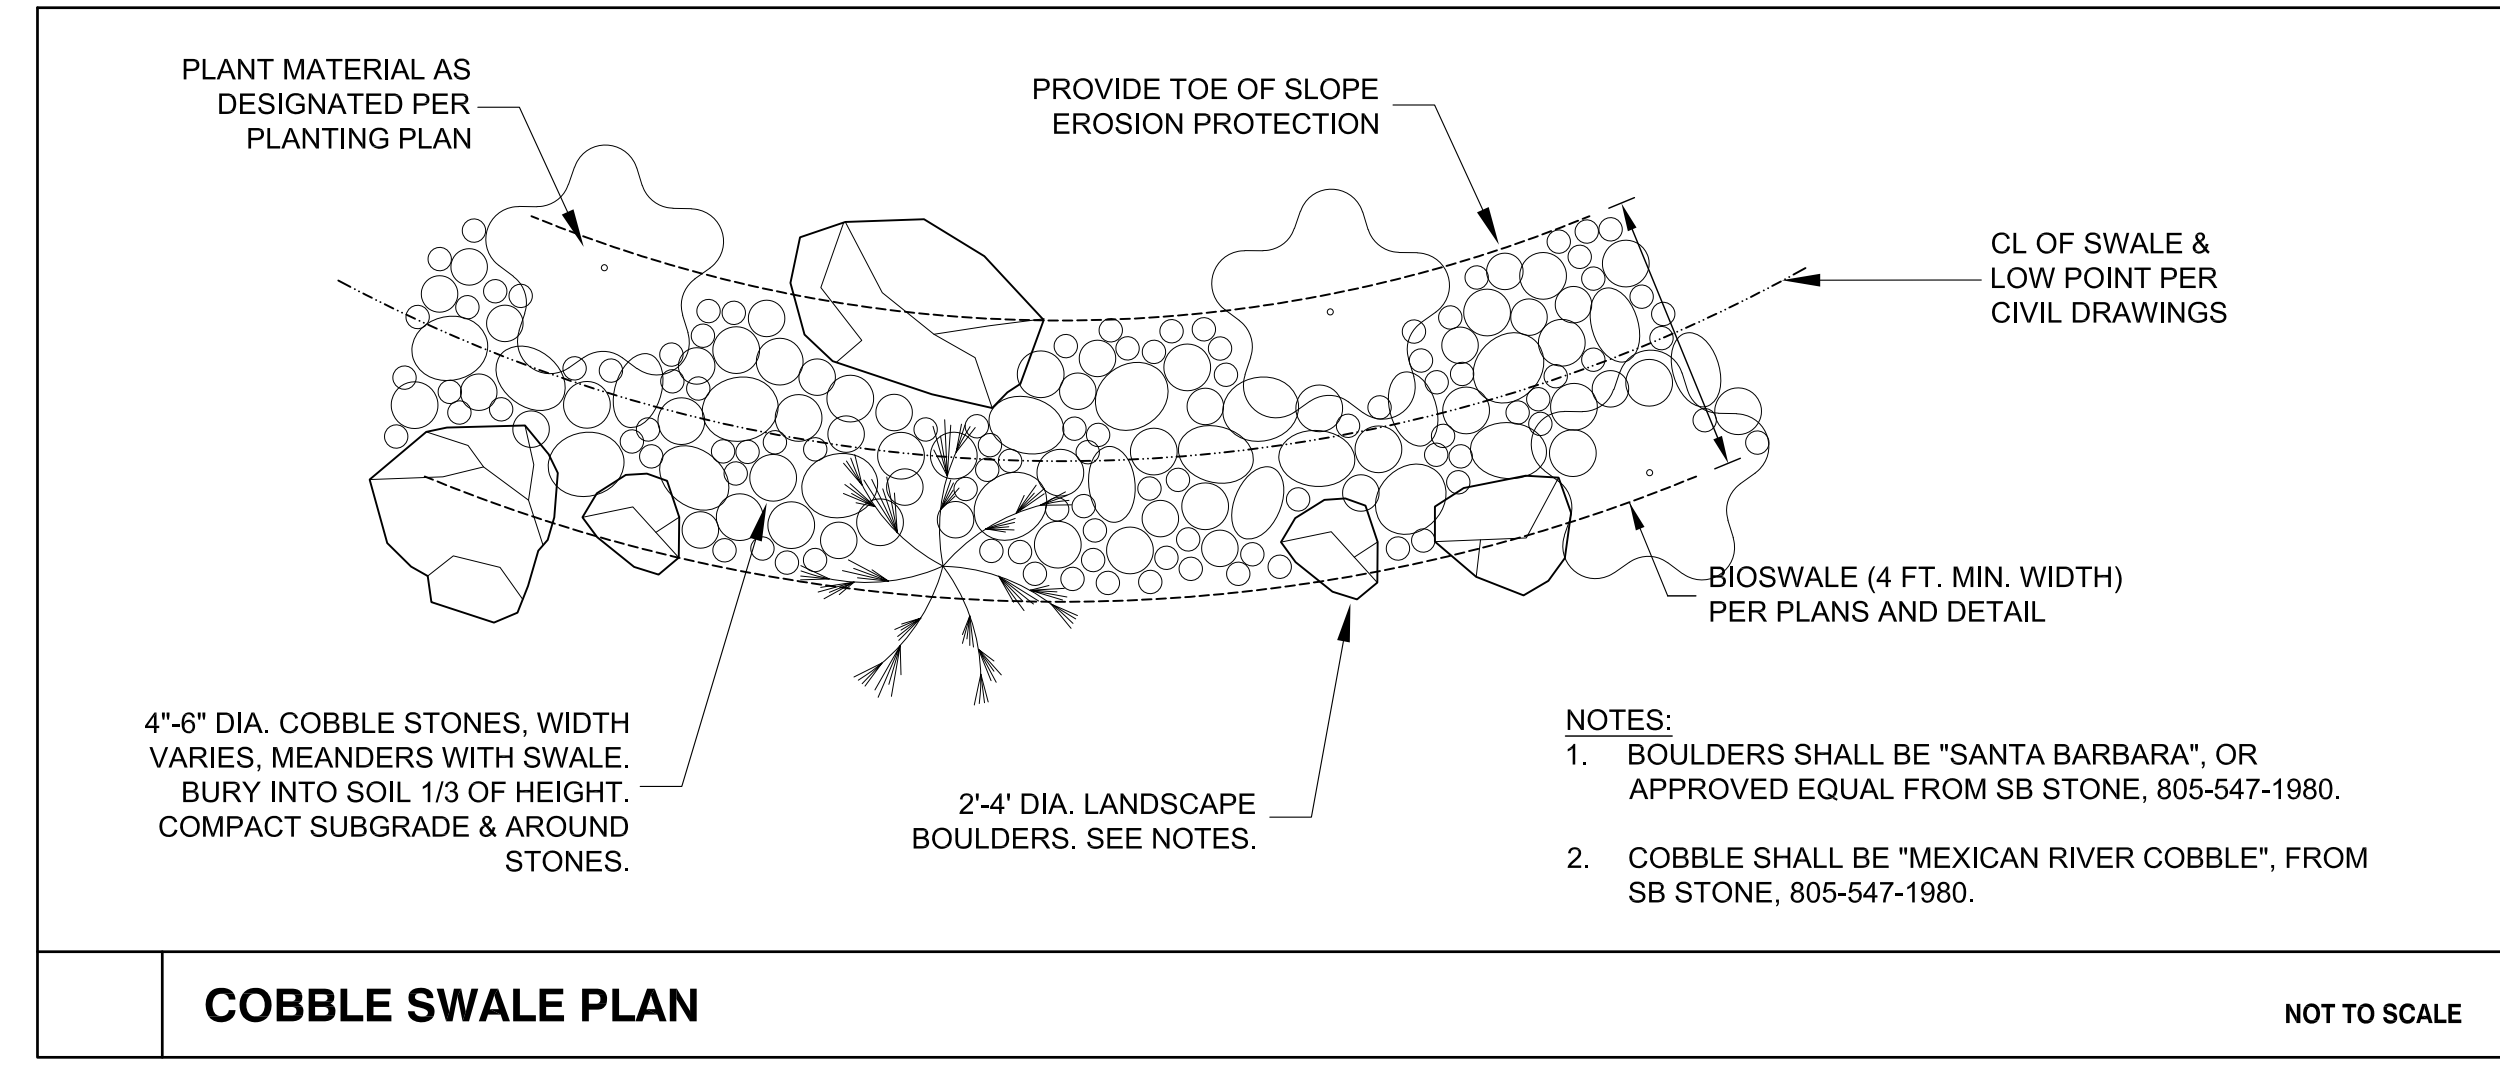 PLANT MATERIAL AS
DESIGNATED PER
PLANTING PLAN
PROVIDE TOE OF SLOPE
EROSION PROTECTION
CL OF SWALE &
LOW POINT PER
CIVIL DRAWINGS
BIOSWALE (4 FT. MIN. WIDTH)
PER PLANS AND DETAIL
4"-6" DIA. COBBLE STONES, WIDTH
VARIES, MEANDERS WITH SWALE.
BURY INTO SOIL 1/3 OF HEIGHT.
COMPACT SUBGRADE & AROUND
STONES.
2'-4' DIA. LANDSCAPE
BOULDERS. SEE NOTES.
NOTES:
1. BOULDERS SHALL BE "SANTA BARBARA", OR
APPROVED EQUAL FROM SB STONE, 805-547-1980.
2. COBBLE SHALL BE "MEXICAN RIVER COBBLE", FROM
SB STONE, 805-547-1980.
COBBLE SWALE PLAN
NOT TO SCALE